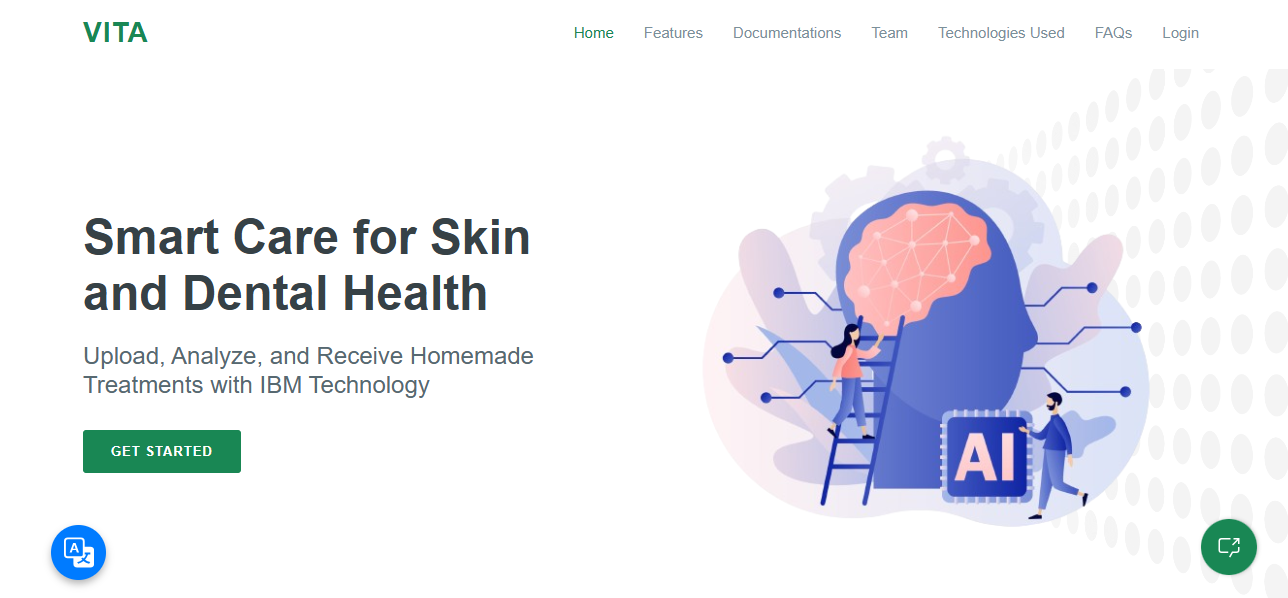 VITA
Home Features Documentations Team Technologies Used FAQs Login
Smart Care for Skin
and Dental Health
Upload, Analyze, and Receive Homemade
Treatments with IBM Technology
GET STARTED
AI
A